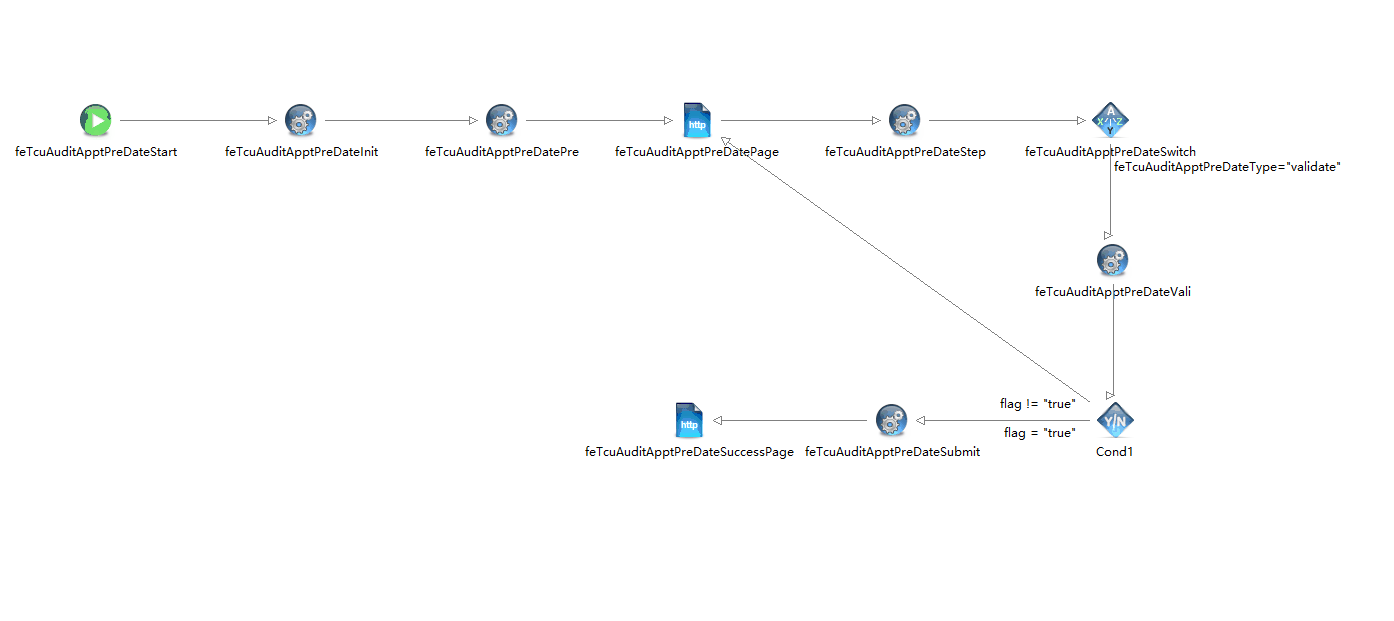 http
A
X Z
Y
feTcuAuditApptPreDateStart
feTcuAuditApptPreDateInit
feTcuAuditApptPreDatePre
feTcuAuditApptPreDatePage
feTcuAuditApptPreDateStep
feTcuAuditApptPreDateSwitch
feTcuAuditApptPreDateType="validate"
feTcuAuditApptPreDateVali
flag != "true"
http
Y/N
flag = "true"
feTcuAuditApptPreDateSuccessPage
feTcuAuditApptPreDateSubmit
Cond1